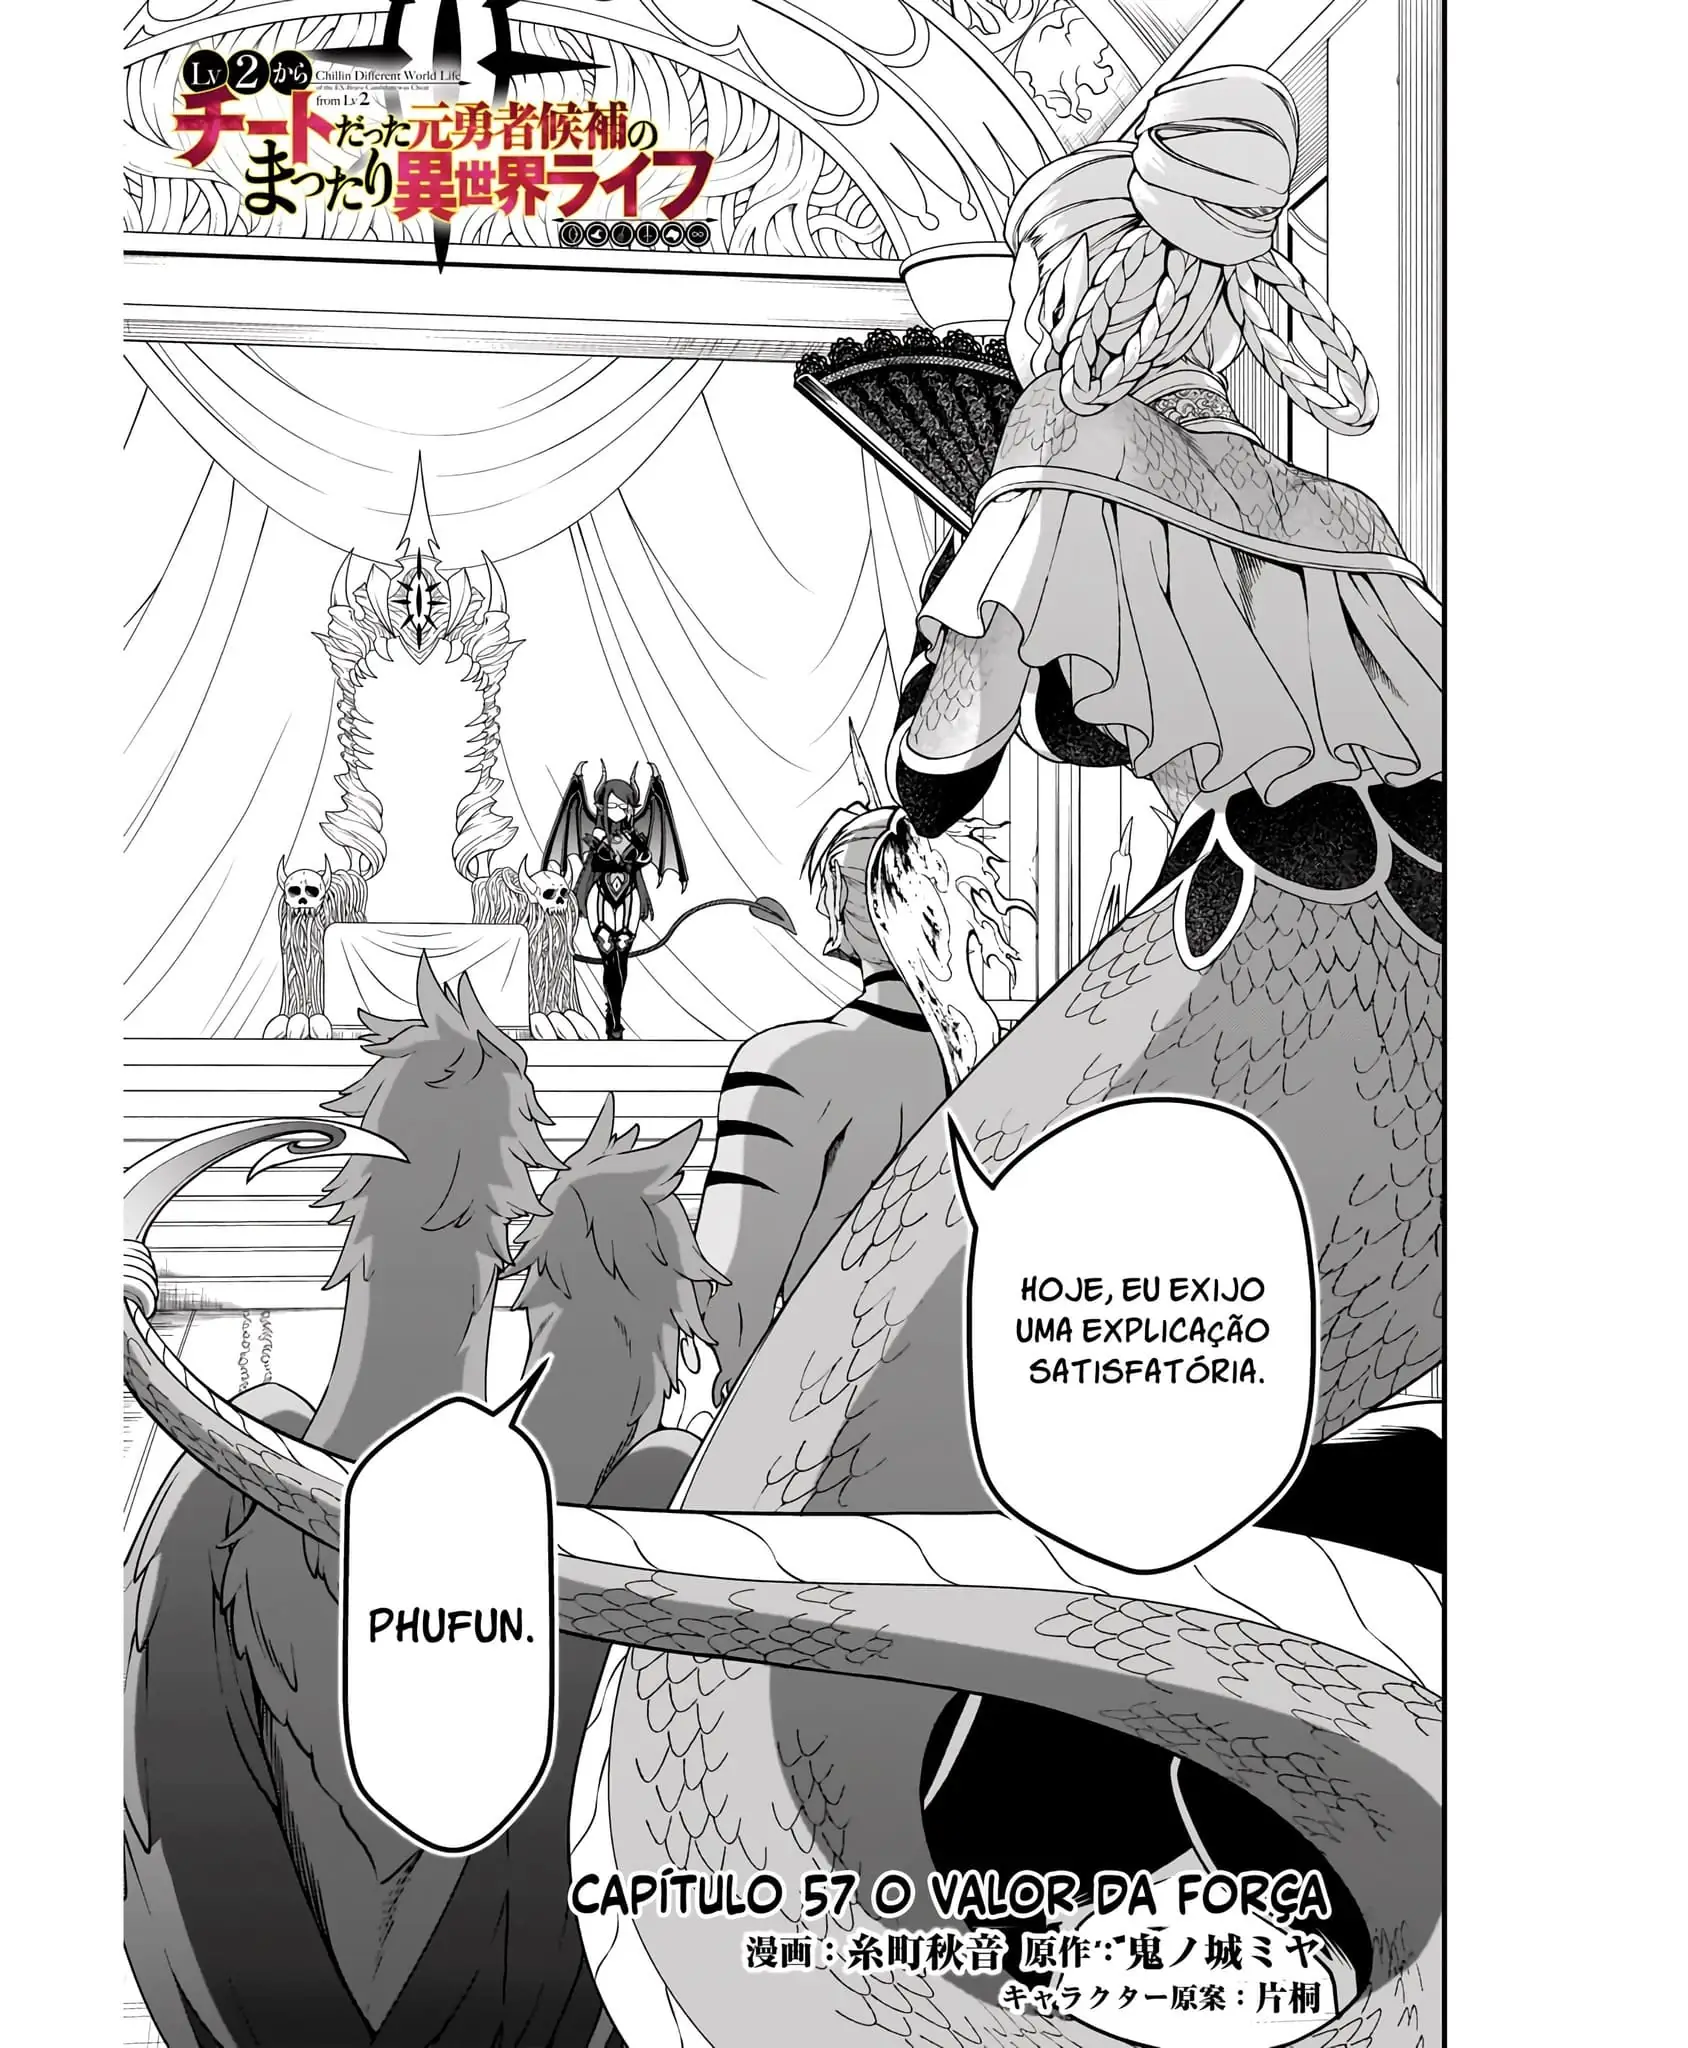 Lv2から
Chillin Different World Life
of the EX-Brave Candidate was Cheat
from Lv2
チートだった元勇者候補の
まったり異世界ライフ
HOJE, EU EXIJO
UMA EXPLICAÇÃO
SATISFATÓRIA.
PHUFUN.
CAPÍTULO 57 O VALOR DA FORÇA
漫画：糸町秋音 原作：鬼ノ城ミヤ
キャラクター原案：片桐